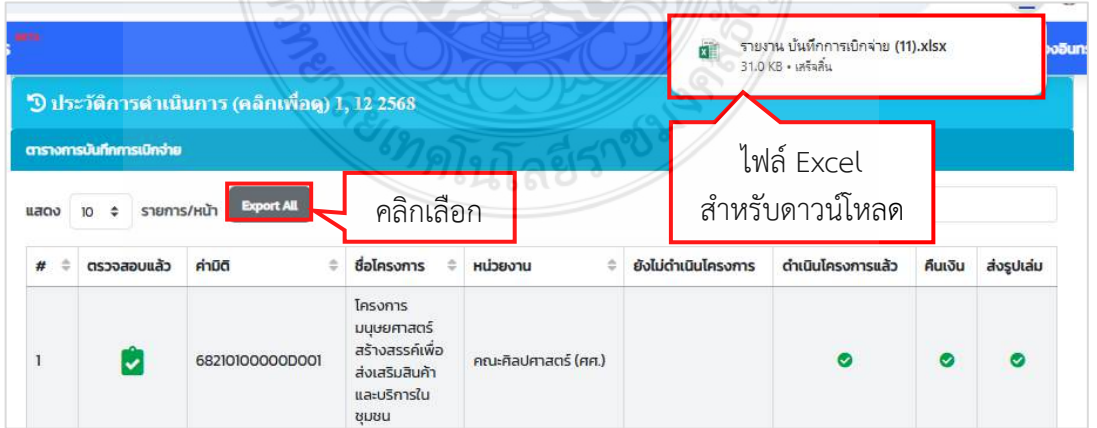 รายงาน บันทึกการเบิกจ่าย (11).xlsx
31.0 KB • เสร็จสิ้น
ประวัติการดำเนินการ (คลิกเพื่อดู) 1, 12 2568
ตารางการบันทึกการเบิกจ่าย
ไฟล์ Excel
สำหรับดาวน์โหลด
แสดง 10 รายการ/หน้า Export All
คลิกเลือก
# ตรวจสอบแล้ว ค่ามิติ ชื่อโครงการ หน่วยงาน ยังไม่ดำเนินโครงการ ดำเนินโครงการแล้ว คืนเงิน ส่งรูปเล่ม
1 68210100000D001
โครงการ
มนุษยศาสตร์
สร้างสรรค์เพื่อ
ส่งเสริมสินค้า
และบริการใน
ชุมชน
คณะศิลปศาสตร์ (ศศ.)